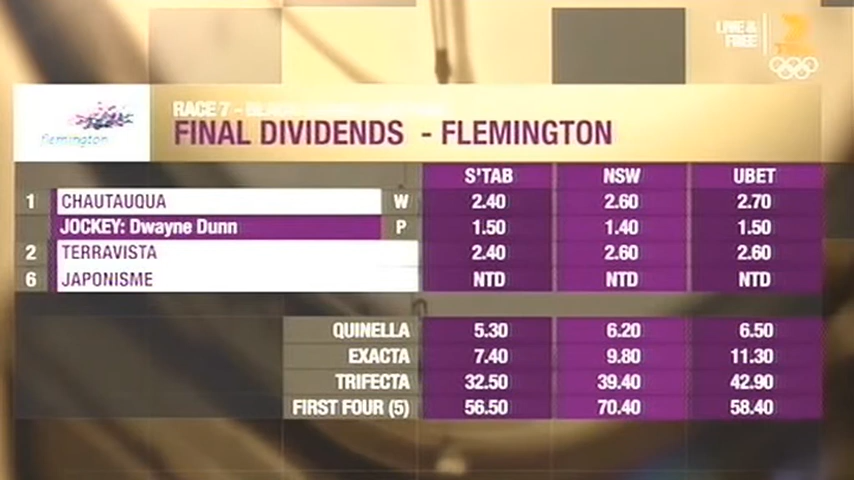 LIVE &
FREE
7
flemington
RACE 7 -
FINAL DIVIDENDS - FLEMINGTON
S'TAB NSW UBET
1 CHAUTAUQUA W 2.40 2.60 2.70
JOCKEY: Dwayne Dunn P 1.50 1.40 1.50
2 TERRAVISTA 2.40 2.60 2.60
6 JAPONISME NTD NTD NTD
QUINELLA 5.30 6.20 6.50
EXACTA 7.40 9.80 11.30
TRIFECTA 32.50 39.40 42.90
FIRST FOUR (5) 56.50 70.40 58.40